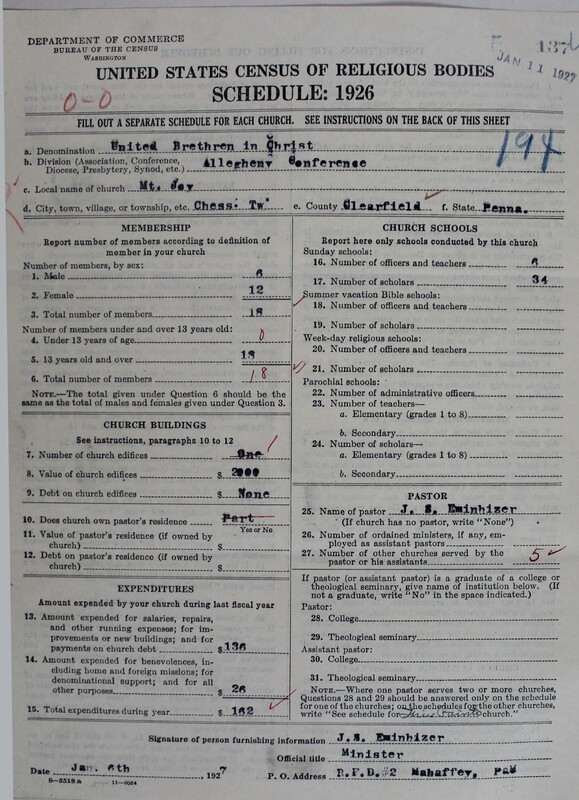 DEPARTMENT OF COMMERCE
BUREAU OF THE CENSUS
WASHINGTON
JAN 11 1927
UNITED STATES CENSUS OF RELIGIOUS BODIES
SCHEDULE: 1926
0-0
FILL OUT A SEPARATE SCHEDULE FOR EACH CHURCH. SEE INSTRUCTIONS ON THE BACK OF THIS SHEET
194
a. Denomination United Brethren in Christ
b. Division (Association, Conference, Diocese, Presbytery, Synod, etc.) Allegheny Conference
c. Local name of church Mt. Joy
d. City, town, village, or township, etc. Chess. Tw. e. County Clearfield f. State Penna.
MEMBERSHIP
Report number of members according to definition of member in your church
Number of members, by sex:
1. Male 6
2. Female 12
3. Total number of members 18
Number of members under and over 13 years old:
4. Under 13 years of age 0
5. 13 years old and over 18
6. Total number of members 18
NOTE.—The total given under Question 6 should be the same as the total of males and females given under Question 3.
CHURCH BUILDINGS
See instructions, paragraphs 10 to 12
7. Number of church edifices One 1
8. Value of church edifices $ 2000
9. Debt on church edifices $ None
10. Does church own pastor's residence Part
Yes or No
11. Value of pastor's residence (if owned by church) $
12. Debt on pastor's residence (if owned by church) $
EXPENDITURES
Amount expended by your church during last fiscal year
13. Amount expended for salaries, repairs, and other running expenses; for improvements or new buildings; and for payments on church debt $ 136
14. Amount expended for benevolences, including home and foreign missions; for denominational support; and for all other purposes $ 26
15. Total expenditures during year $ 162
CHURCH SCHOOLS
Report here only schools conducted by this church
Sunday schools:
16. Number of officers and teachers 6
17. Number of scholars 34
Summer vacation Bible schools:
18. Number of officers and teachers
19. Number of scholars
Week-day religious schools:
20. Number of officers and teachers
21. Number of scholars
Parochial schools:
22. Number of administrative officers
23. Number of teachers—
a. Elementary (grades 1 to 8)
b. Secondary
24. Number of scholars—
a. Elementary (grades 1 to 8)
b. Secondary
PASTOR
25. Name of pastor J. S. Eminhizer
(If church has no pastor, write "None")
26. Number of ordained ministers, if any, employed as assistant pastors
27. Number of other churches served by the pastor or his assistants 5
If pastor (or assistant pastor) is a graduate of a college or theological seminary, give name of institution below. (If not a graduate, write "No" in the space indicated.)
Pastor:
28. College
29. Theological seminary
Assistant pastor:
30. College
31. Theological seminary
NOTE.—Where one pastor serves two or more churches, Questions 28 and 29 should be answered only on the schedule for one of the churches; on the schedules for the other churches, write "See schedule for church."
Signature of person furnishing information J. S. Eminhizer
Official title Minister
Date Jan. 6th, 1927 P. O. Address R.F.D.#2 Mahaffey,
8-5318a 11-9054